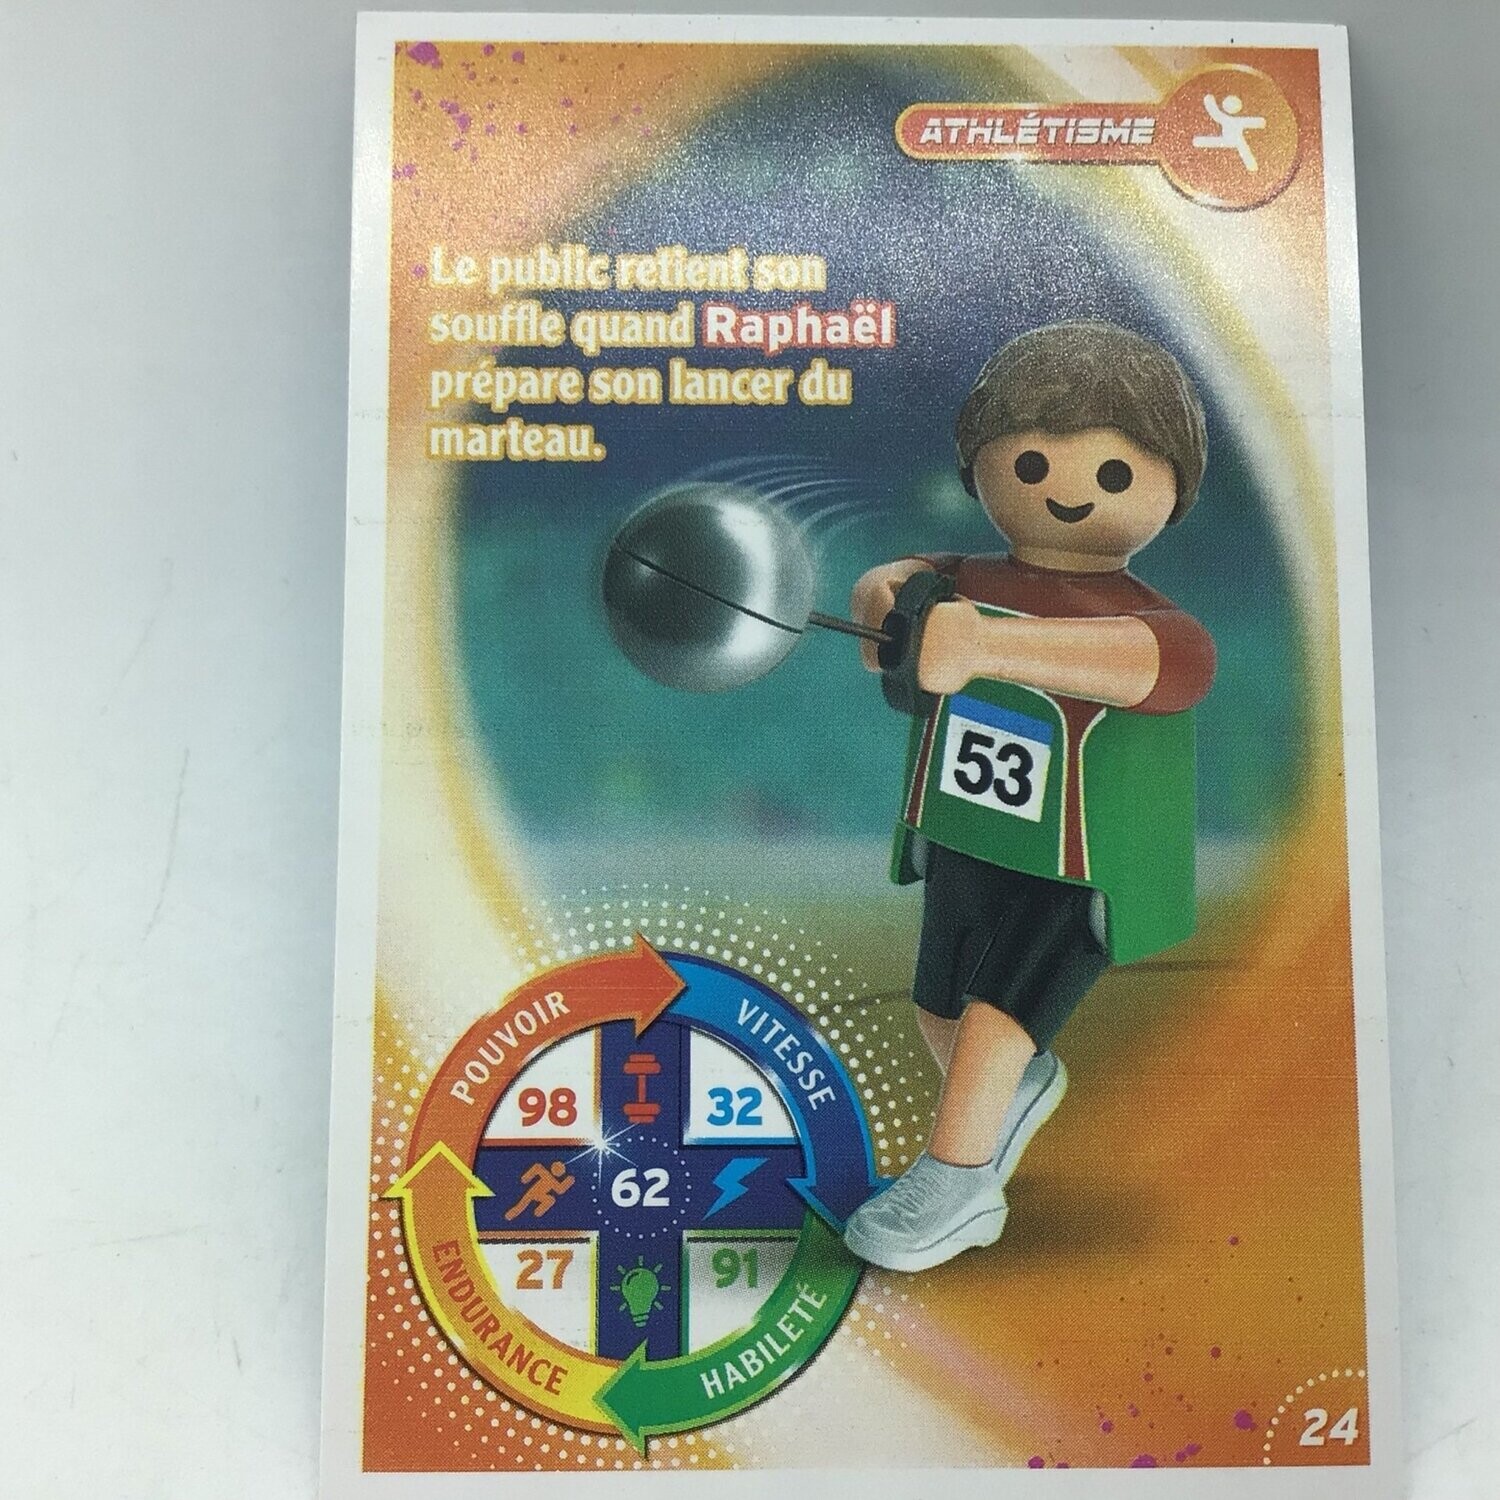 ATHLÉTISME
Le public retient son
souffle quand Raphaël
prépare son lancer du
marteau.
53
POUVOIR
VITESSE
98
32
62
27
91
ENDURANCE
HABILETÉ
24